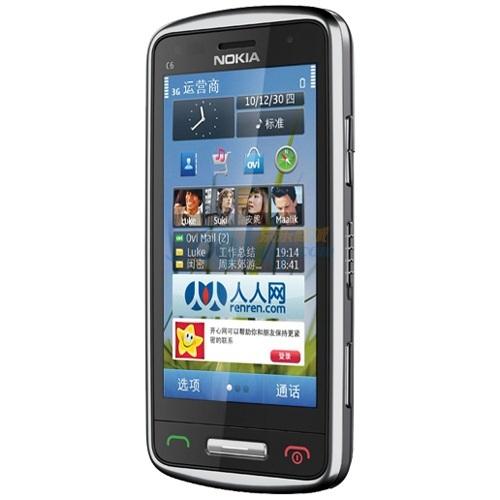 NOKIA
C6
3G 运营商
10/12/30 四
标准
ovi
Luke Suki 安妮 Maalik
Ovi Mail (2)
Luke 工作总结 19:14
闺密 周末郊游... 18:41
人人网
renren.com
开心网可以帮助你和朋友保持更紧密的联系
登录
选项 通话